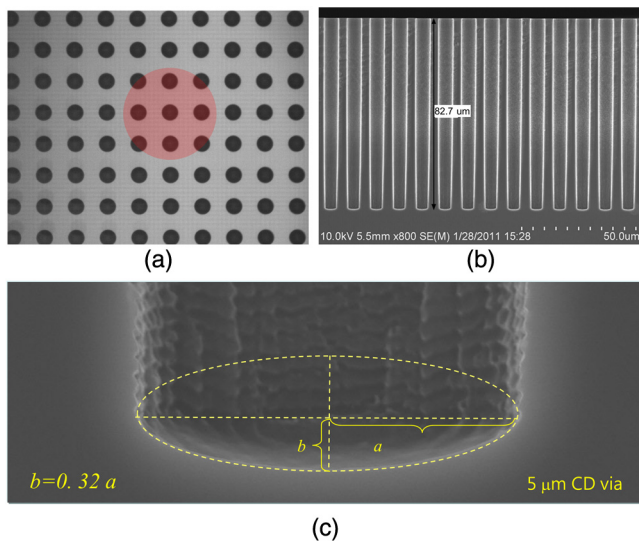 (a)
82.7 um
10.0kV 5.5mm x800 SE(M) 1/28/2011 15:28
50.0um
(b)
b
a
b=0. 32 a
5 μm CD via
(c)